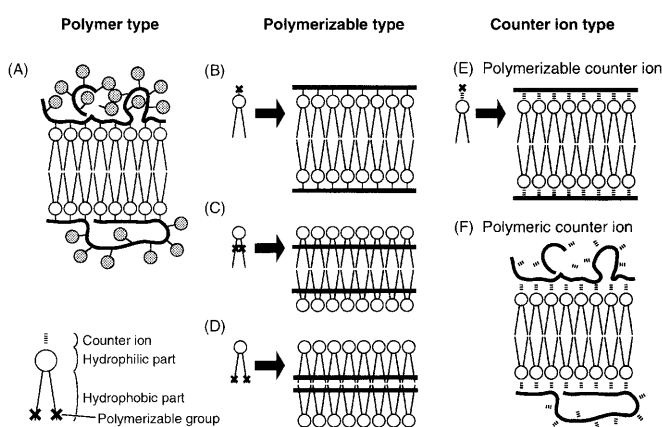 Polymer type
Polymerizable type
Counter ion type
(A)
(B)
(C)
(D)
(E) Polymerizable counter ion
(F) Polymeric counter ion
Counter ion
Hydrophilic part
Hydrophobic part
Polymerizable group